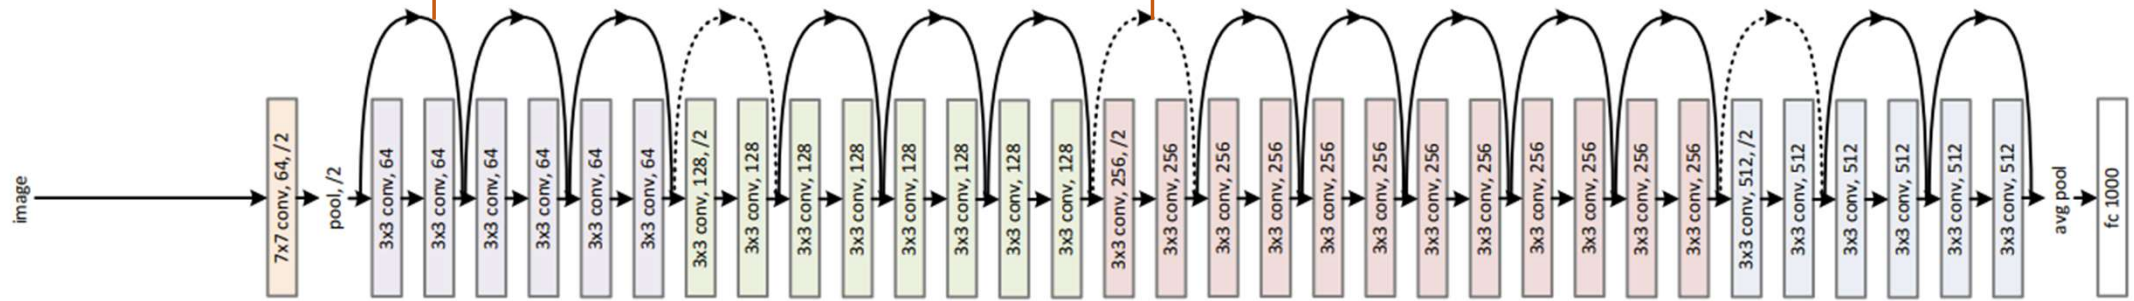 image
7x7 conv, 64, /2
pool, /2
3x3 conv, 64
3x3 conv, 64
3x3 conv, 64
3x3 conv, 64
3x3 conv, 64
3x3 conv, 64
3x3 conv, 128, /2
3x3 conv, 128
3x3 conv, 128
3x3 conv, 128
3x3 conv, 128
3x3 conv, 128
3x3 conv, 128
3x3 conv, 128
3x3 conv, 256, /2
3x3 conv, 256
3x3 conv, 256
3x3 conv, 256
3x3 conv, 256
3x3 conv, 256
3x3 conv, 256
3x3 conv, 256
3x3 conv, 256
3x3 conv, 256
3x3 conv, 256
3x3 conv, 256
3x3 conv, 512, /2
3x3 conv, 512
3x3 conv, 512
3x3 conv, 512
3x3 conv, 512
3x3 conv, 512
avg pool
fc 1000